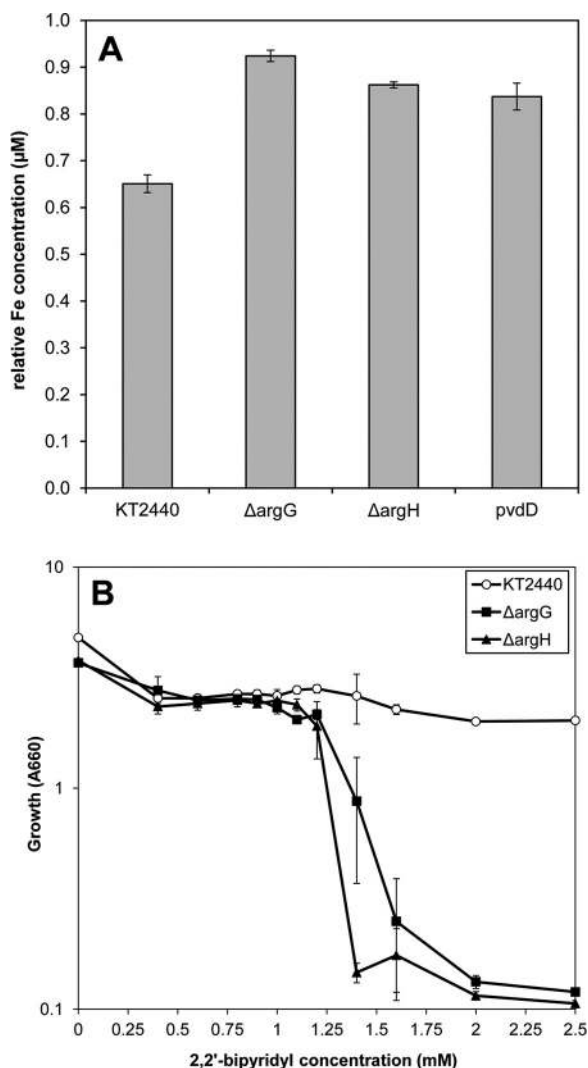 A
relative Fe concentration (µM)
1.0
0.9
0.8
0.7
0.6
0.5
0.4
0.3
0.2
0.1
0.0
KT2440 ΔargG ΔargH pvdD
B
KT2440
ΔargG
ΔargH
Growth (A660)
10
1
0.1
0 0.25 0.5 0.75 1 1.25 1.5 1.75 2 2.25 2.5
2,2'-bipyridyl concentration (mM)